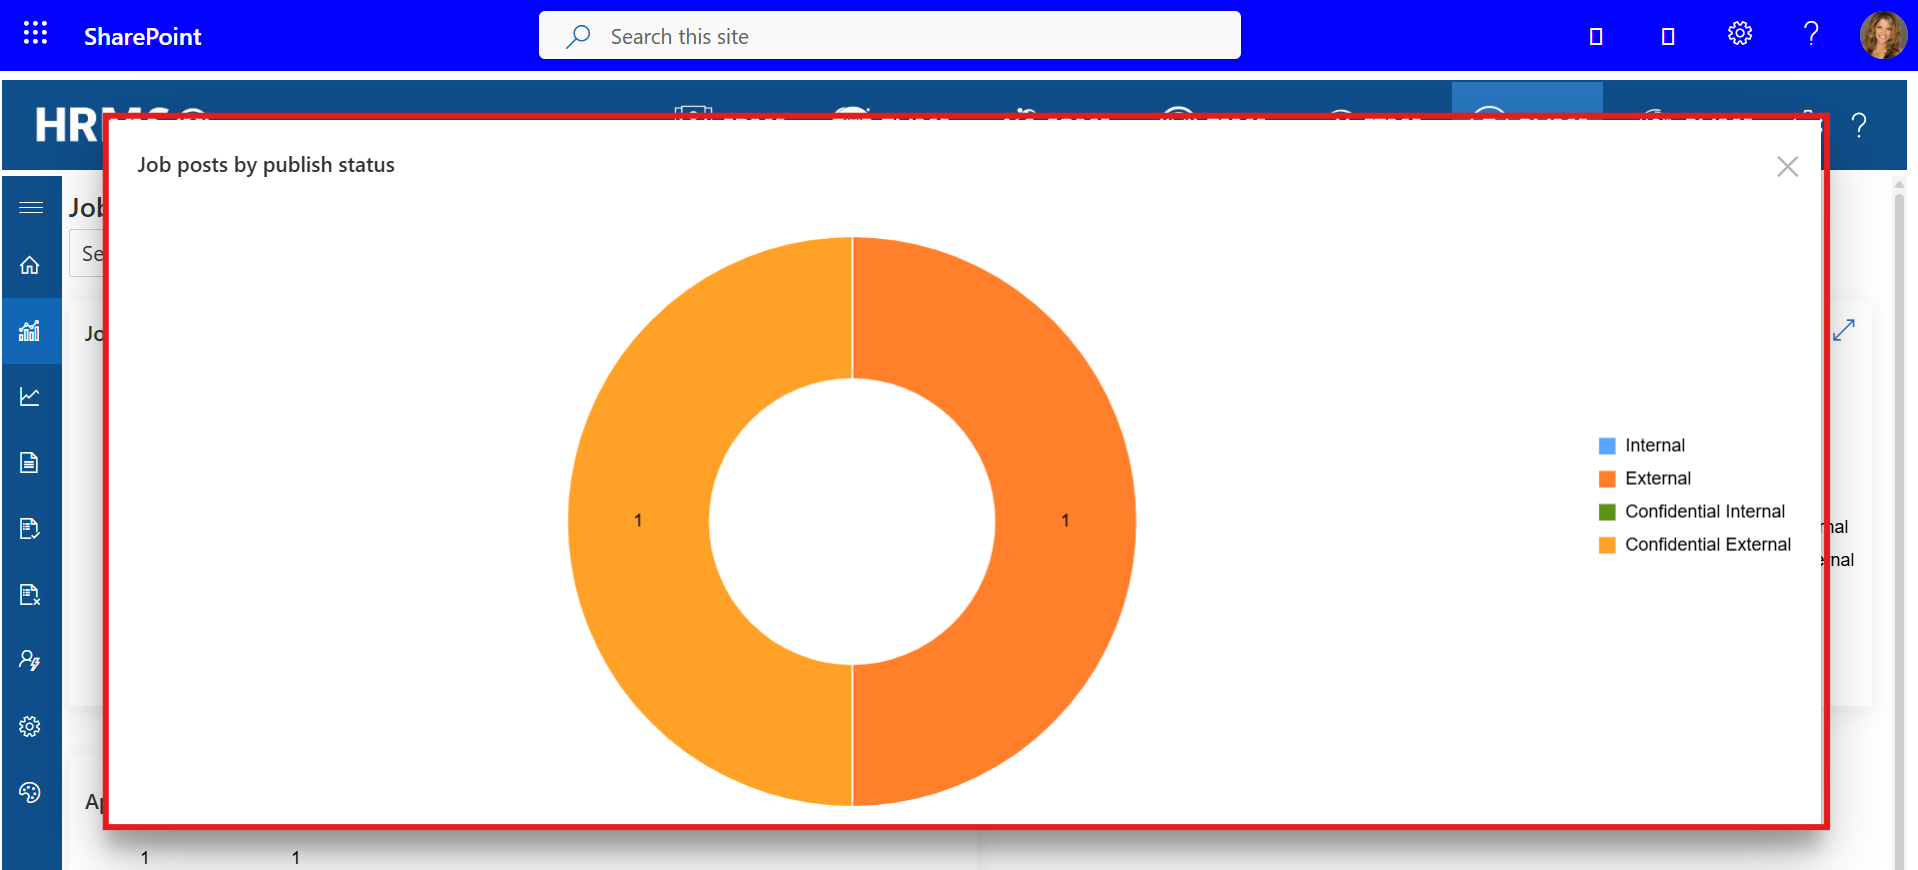 SharePoint
Search this site
?
HR
?
Job posts by publish status
Job
Se
Jo
1
1
Internal
External
Confidential Internal
Confidential External
nal
ernal
Ap
1 1